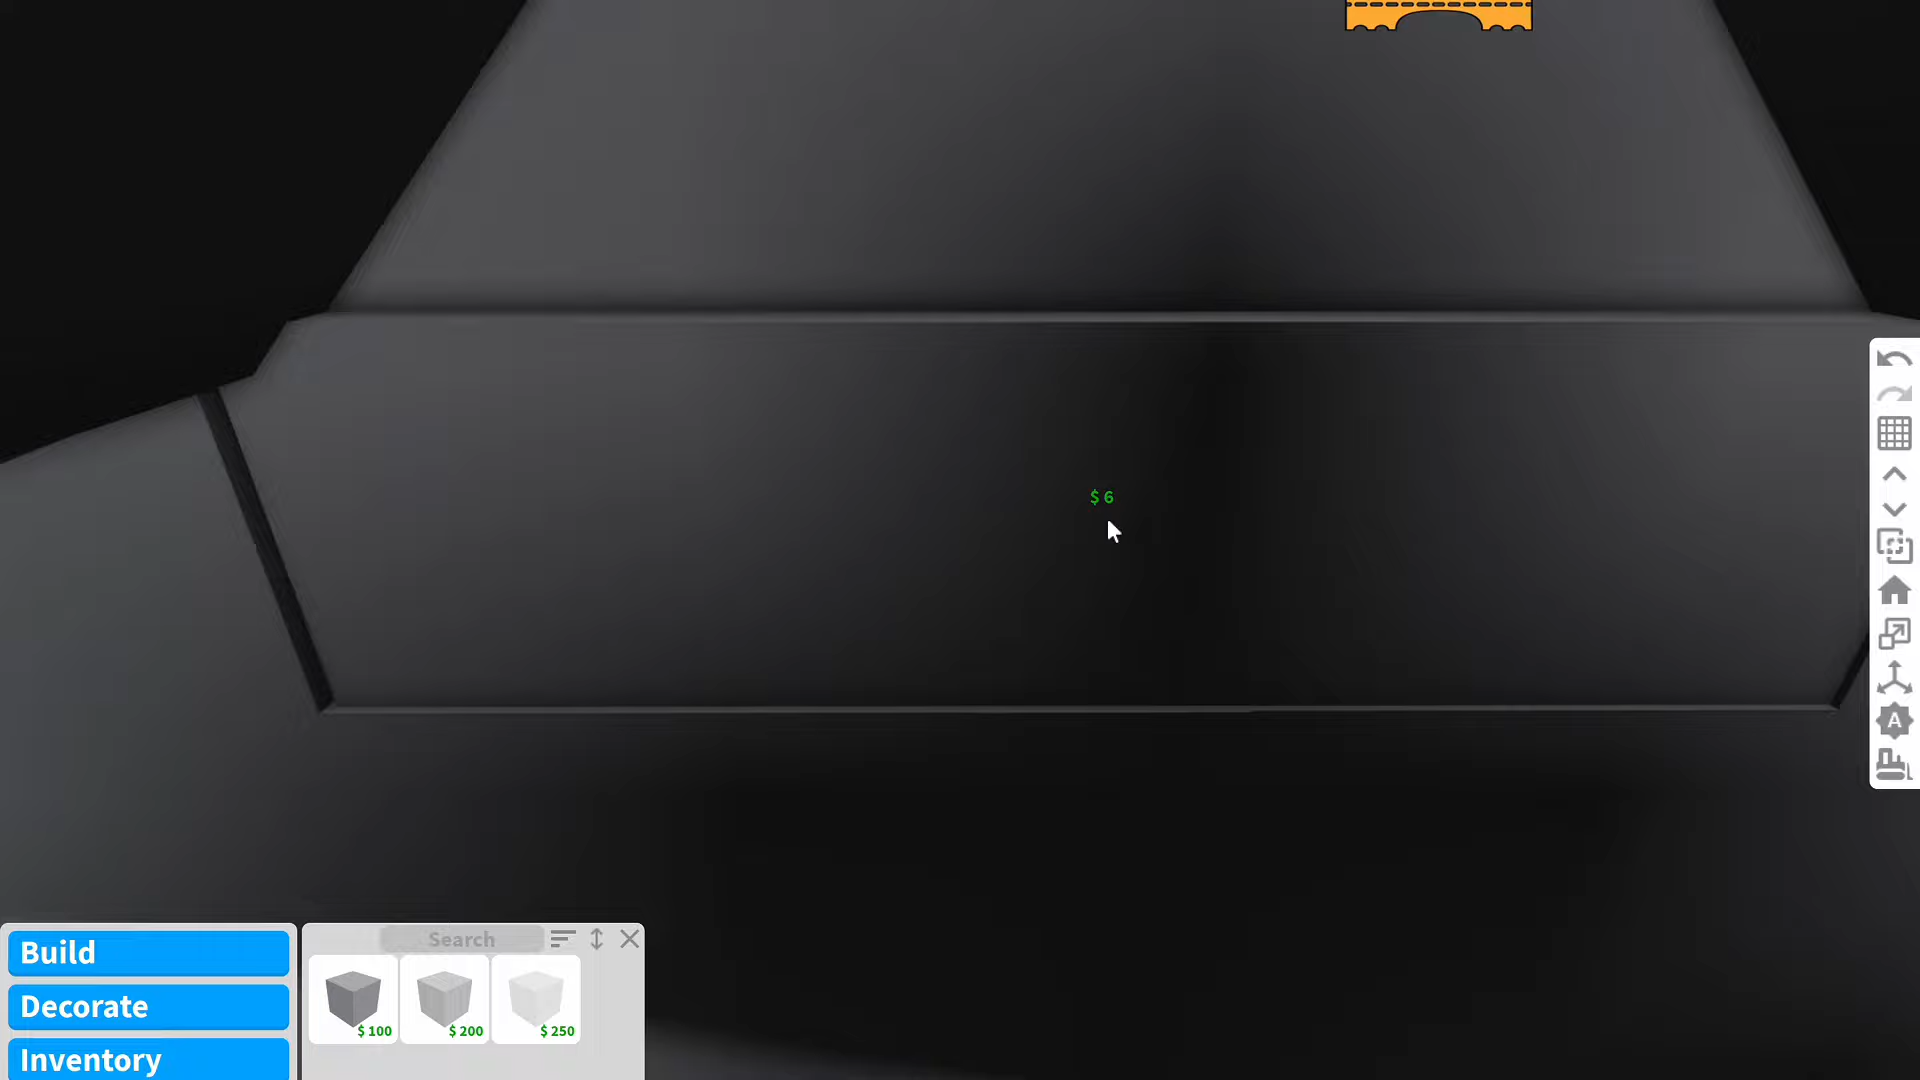 $ 6
Build
Decorate
Inventory
Search
$ 100
$ 200
$ 250
A